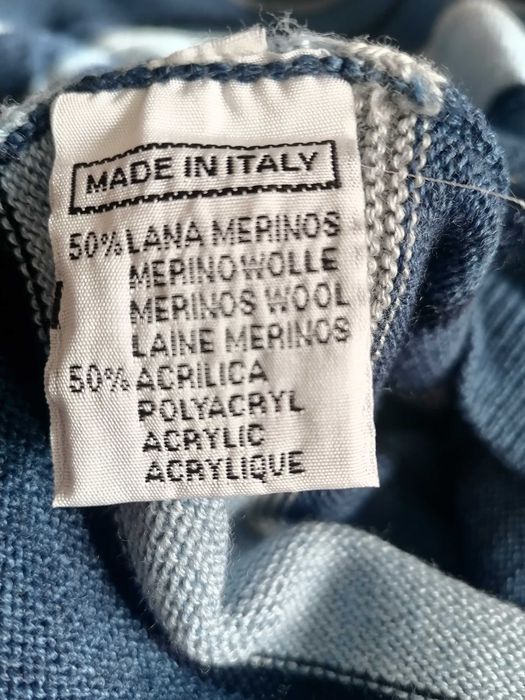 MADE IN ITALY
50% LANA MERINOS
MERINOWOLLE
MERINOS WOOL
LAINE MERINOS
50% ACRILICA
POLYACRYL
ACRYLIC
ACRYLIQUE